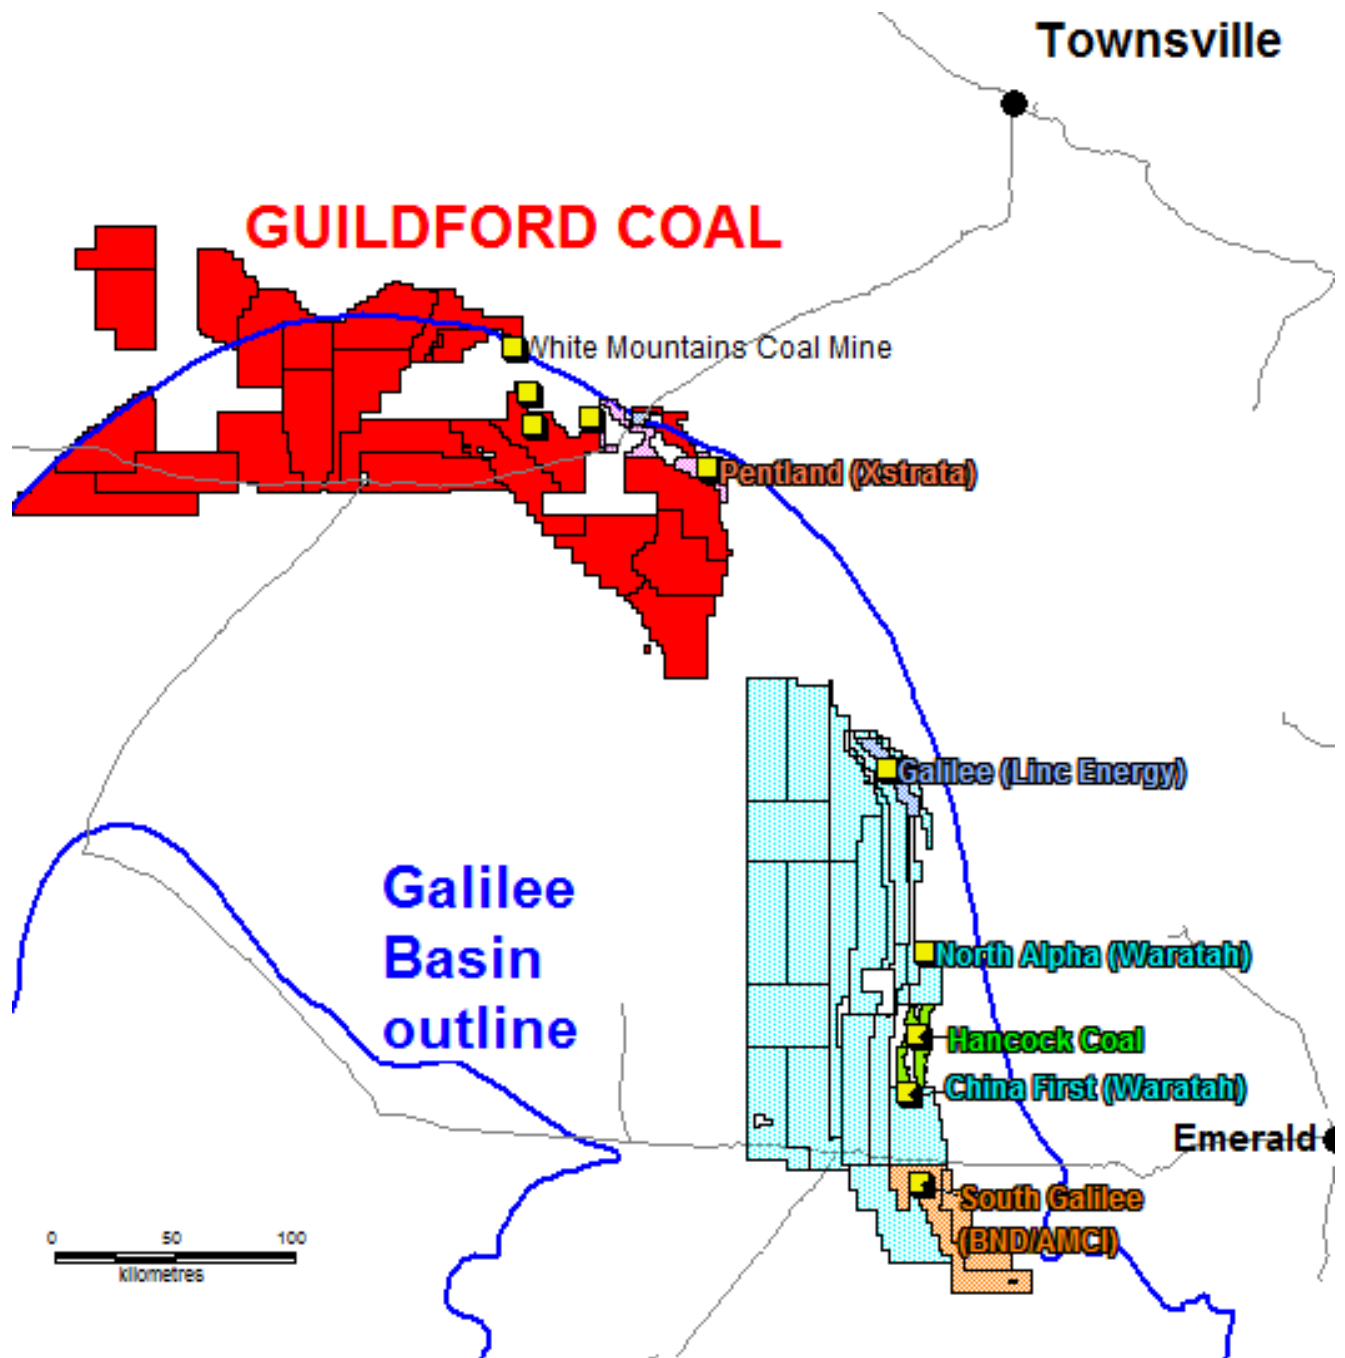 Townsville
GUILDFORD COAL
White Mountains Coal Mine
Pentland (Xstrata)
Galilee (Linc Energy)
Galilee
Basin
outline
North Alpha (Waratah)
Hancock Coal
China First (Waratah)
Emerald
South Galilee
(BND/AMCI)
0 50 100
kilometres